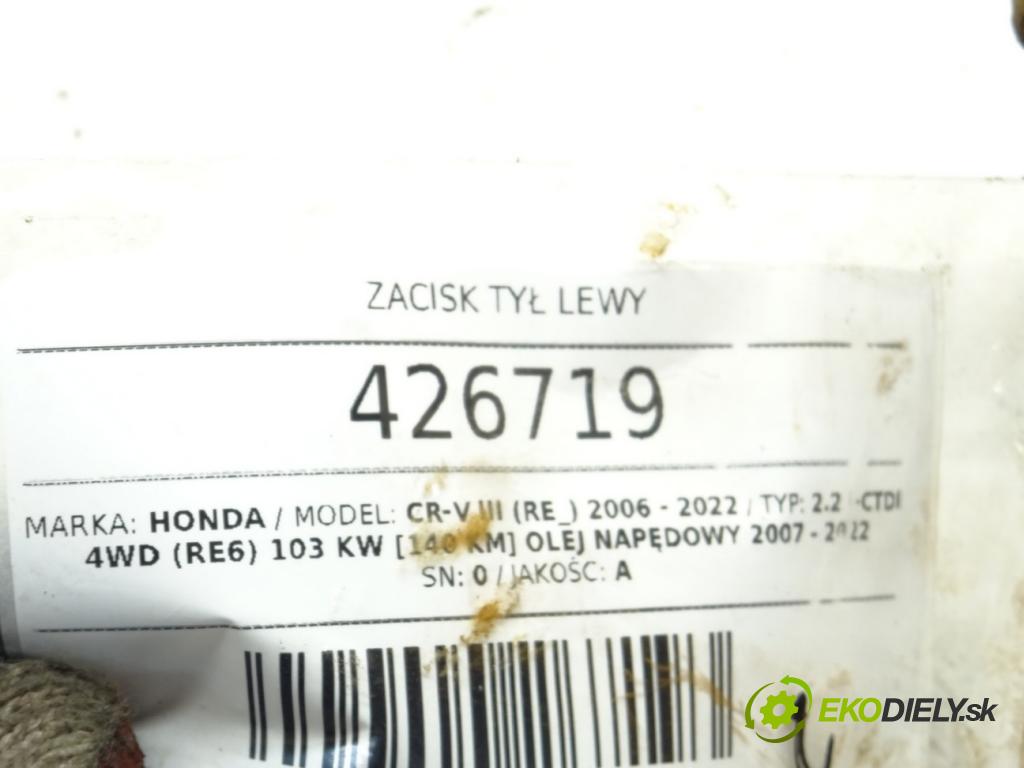 ZACISK TYŁ LEWY
426719
MARKA: HONDA / MODEL: CR-V III (RE_) 2006 - 2022 / TYP: 2.2 -CTDI
4WD (RE6) 103 KW [140 KM] OLEJ NAPĘDOWY 2007 - 2022
SN: 0 / JAKOŚC: A
EKODIELY.sk